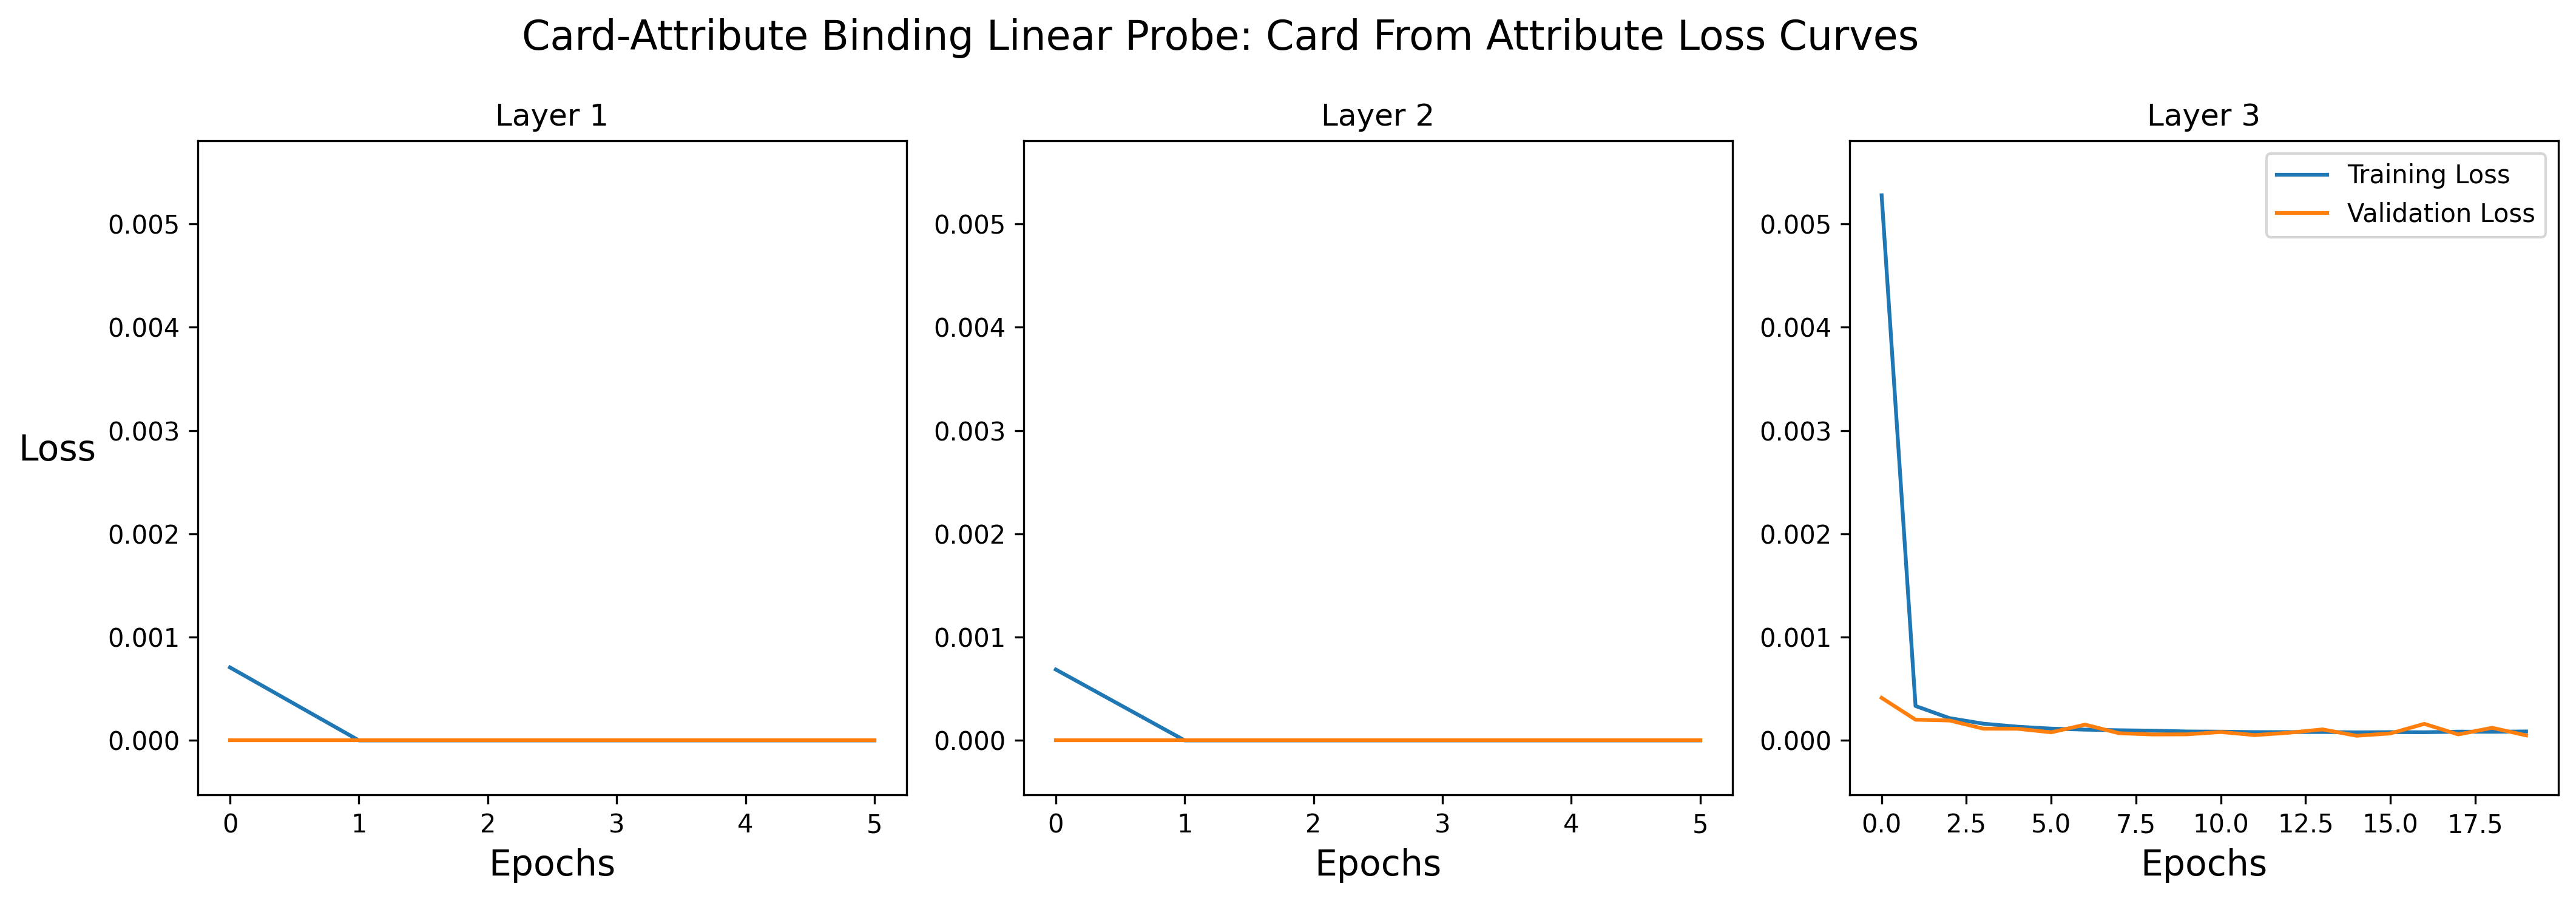 Card-Attribute Binding Linear Probe: Card From Attribute Loss Curves
Layer 1
Layer 2
Layer 3
Loss
0.005
0.004
0.003
0.002
0.001
0.000
0 1 2 3 4 5
Epochs
0.005
0.004
0.003
0.002
0.001
0.000
0 1 2 3 4 5
Epochs
Training Loss
Validation Loss
0.005
0.004
0.003
0.002
0.001
0.000
0.0 2.5 5.0 7.5 10.0 12.5 15.0 17.5
Epochs